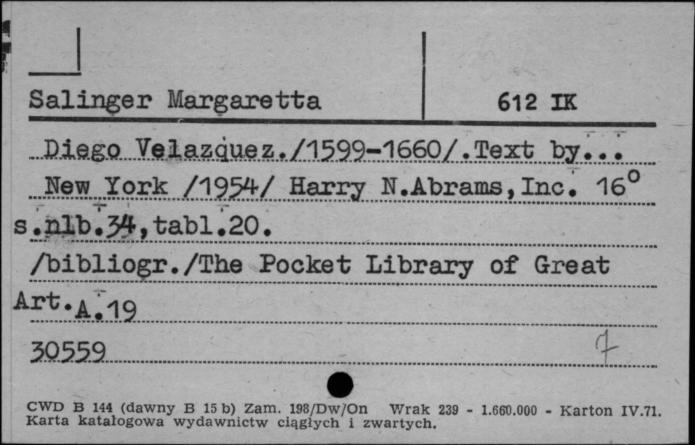 Salinger Margaretta 612 IK
Diego Velazquez./1599-1660/.Text by...
New York /1954/ Harry N.Abrams,Inc. 16°
s.nlb.34,tabl.20.
/bibliogr./The Pocket Library of Great
Art.A.19
30559
CWD B 144 (dawny B 15 b) Zam. 198/Dw/On Wrak 239 - 1.660.000 - Karton IV.71.
Karta katalogowa wydawnictw ciągłych i zwartych.